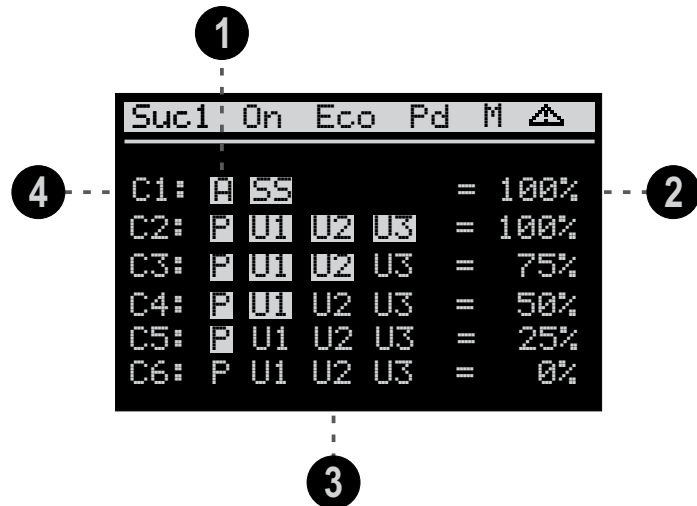 1
Suc1 On Eco Pd M
4 C1: A SS = 100% 2
C2: P U1 U2 U3 = 100%
C3: P U1 U2 U3 = 75%
C4: P U1 U2 U3 = 50%
C5: P U1 U2 U3 = 25%
C6: P U1 U2 U3 = 0%
3